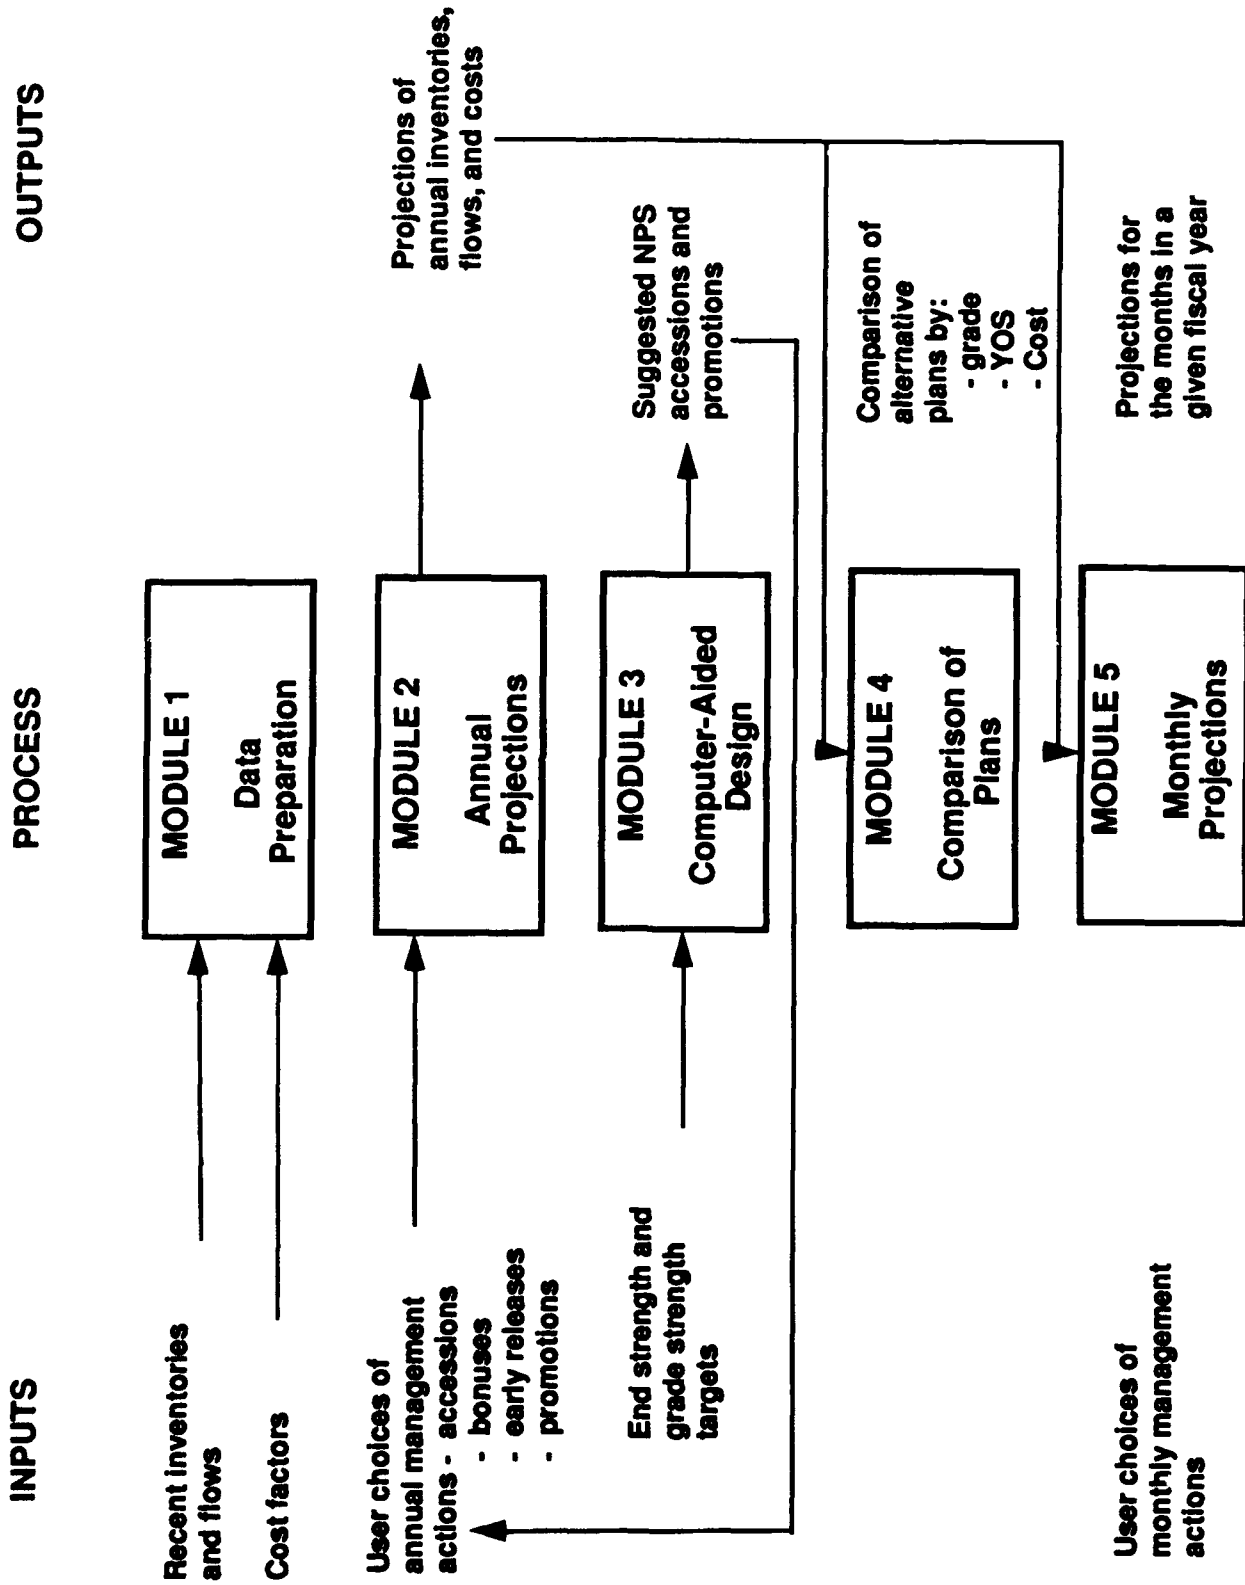 INPUTS
PROCESS
OUTPUTS
Recent inventories
and flows
Cost factors
MODULE 1
Data
Preparation
User choices of
annual management
actions - accessions
- bonuses
- early releases
- promotions
MODULE 2
Annual
Projections
Projections of
annual inventories,
flows, and costs
End strength and
grade strength
targets
MODULE 3
Computer-Aided
Design
Suggested NPS
accessions and
promotions
MODULE 4
Comparison of
Plans
Comparison of
alternative
plans by:
- grade
- YOS
- Cost
User choices of
monthly management
actions
MODULE 5
Monthly
Projections
Projections for
the months in a
given fiscal year